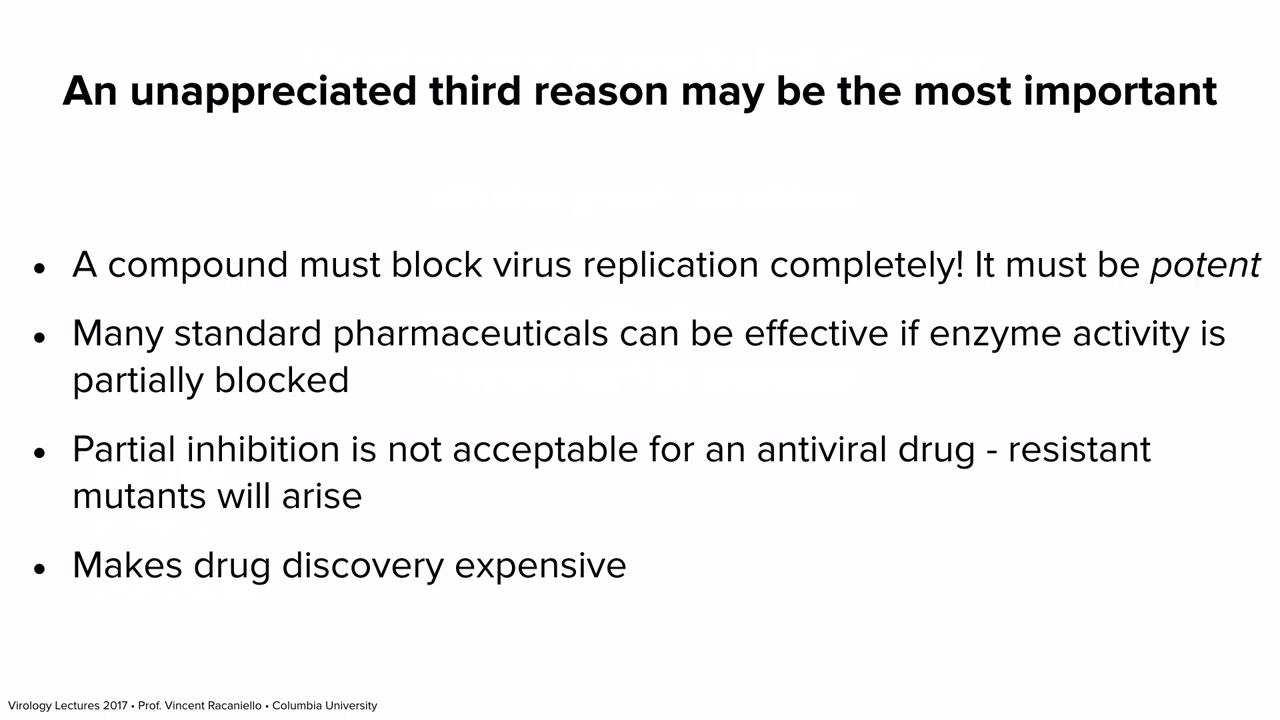 An unappreciated third reason may be the most important
• A compound must block virus replication completely! It must be potent
• Many standard pharmaceuticals can be effective if enzyme activity is
partially blocked
• Partial inhibition is not acceptable for an antiviral drug - resistant
mutants will arise
• Makes drug discovery expensive
Virology Lectures 2017 • Prof. Vincent Racaniello • Columbia University